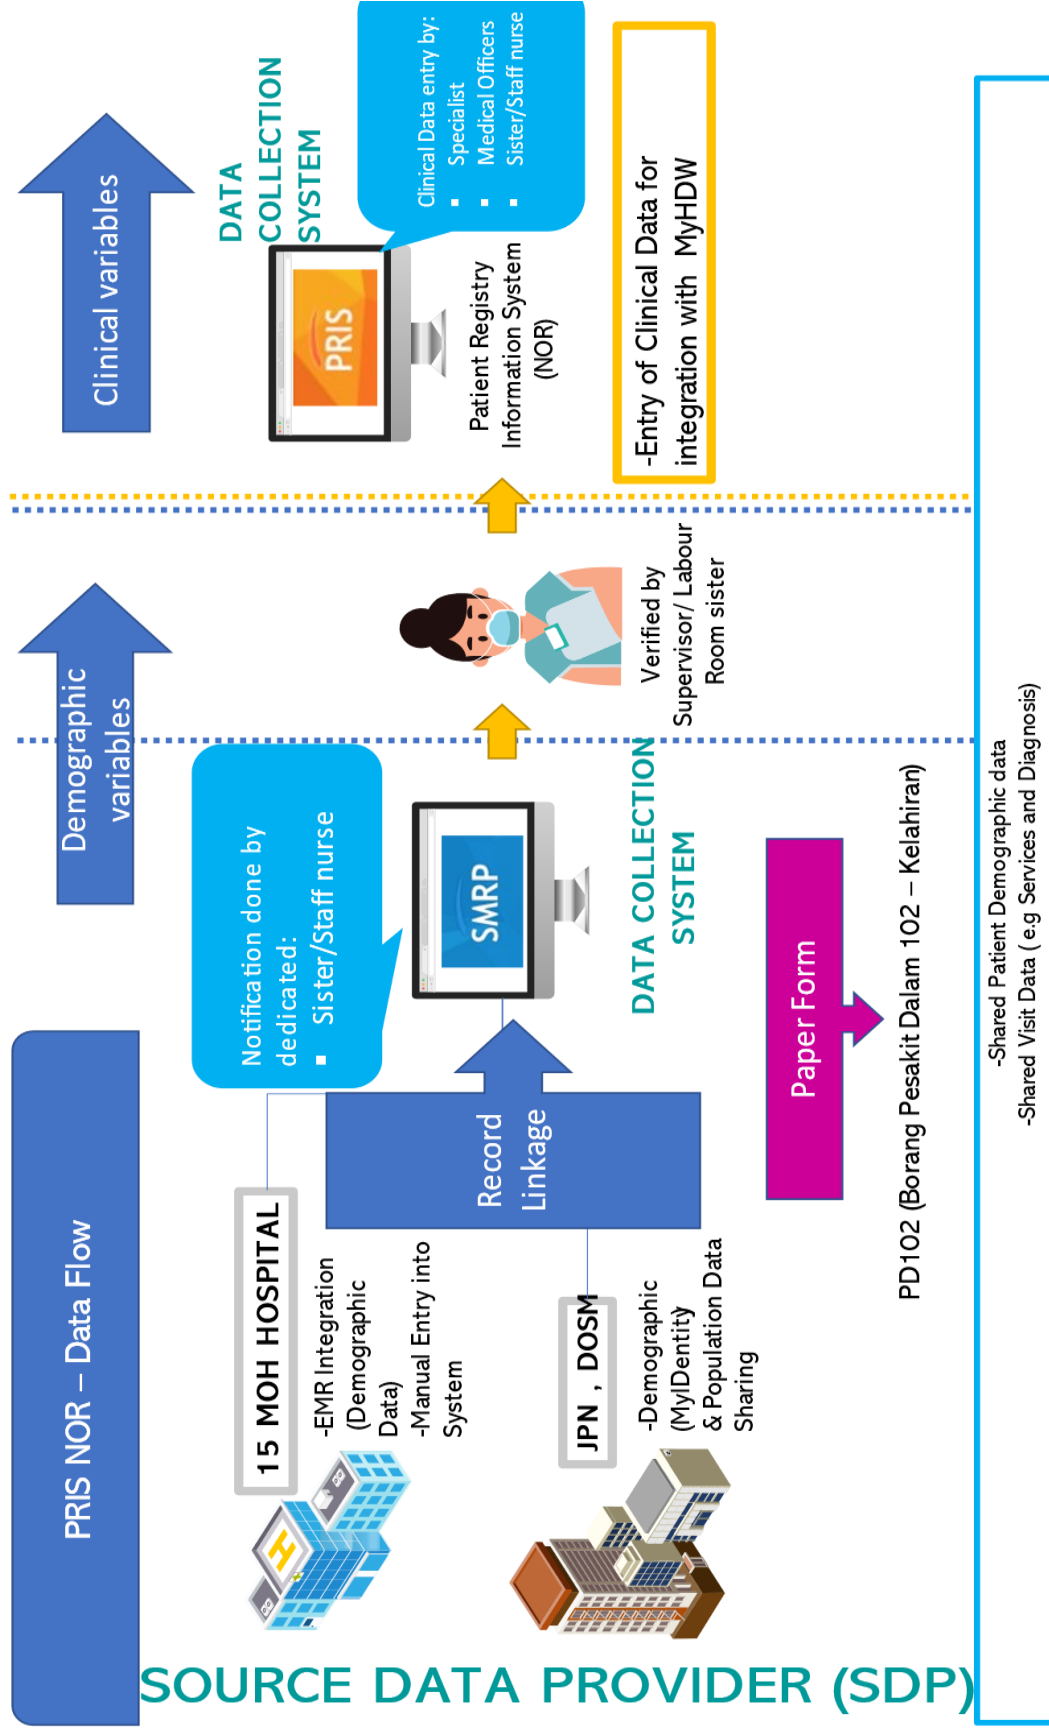 PRIS NOR – Data Flow
Demographic
variables
Clinical variables
SOURCE DATA PROVIDER (SDP)
15 MOH HOSPITAL
-EMR Integration
(Demographic
Data)
-Manual Entry into
System
JPN , DOSM
-Demographic
(MyIDentity
& Population Data
Sharing
Record
Linkage
Notification done by
dedicated:
▪ Sister/Staff nurse
SMRP
DATA COLLECTION
SYSTEM
Paper Form
PD102 (Borang Pesakit Dalam 102 – Kelahiran)
Verified by
Supervisor/ Labour
Room sister
DATA
COLLECTION
SYSTEM
PRIS
Clinical Data entry by:
▪ Specialist
▪ Medical Officers
▪ Sister/Staff nurse
Patient Registry
Information System
(NOR)
-Entry of Clinical Data for
integration with MyHDW
-Shared Patient Demographic data
-Shared Visit Data ( e.g Services and Diagnosis)